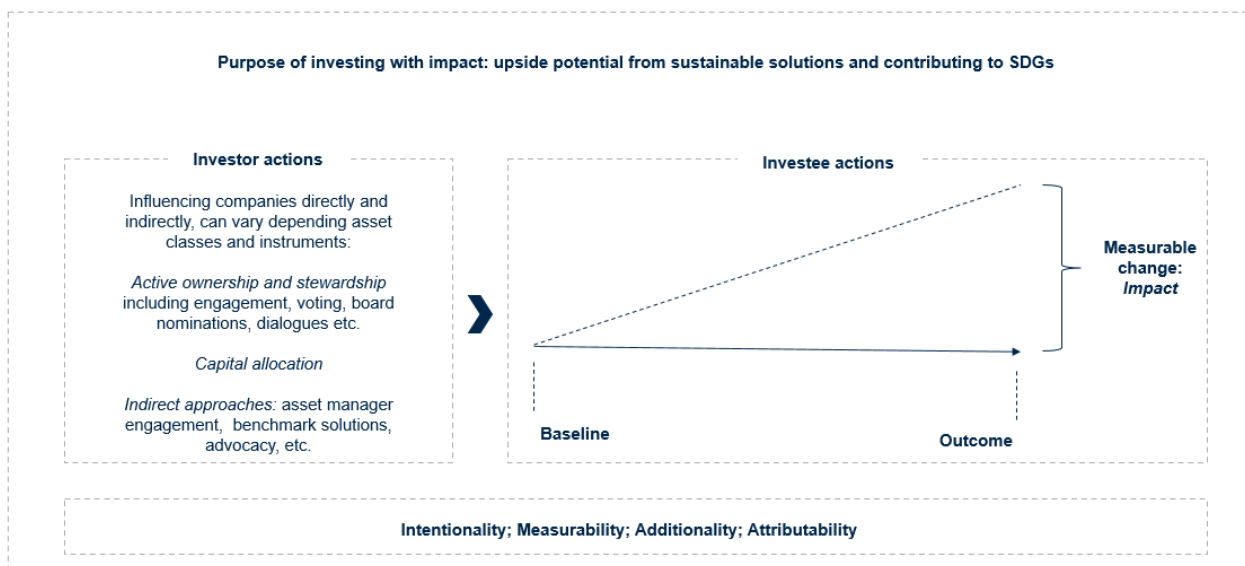 Purpose of investing with impact: upside potential from sustainable solutions and contributing to SDGs
Investor actions
Influencing companies directly and
indirectly, can vary depending asset
classes and instruments:
Active ownership and stewardship
including engagement, voting, board
nominations, dialogues etc.
Capital allocation
Indirect approaches: asset manager
engagement, benchmark solutions,
advocacy, etc.
Investee actions
Measurable
change:
Impact
Baseline
Outcome
Intentionality; Measurability; Additionality; Attributability